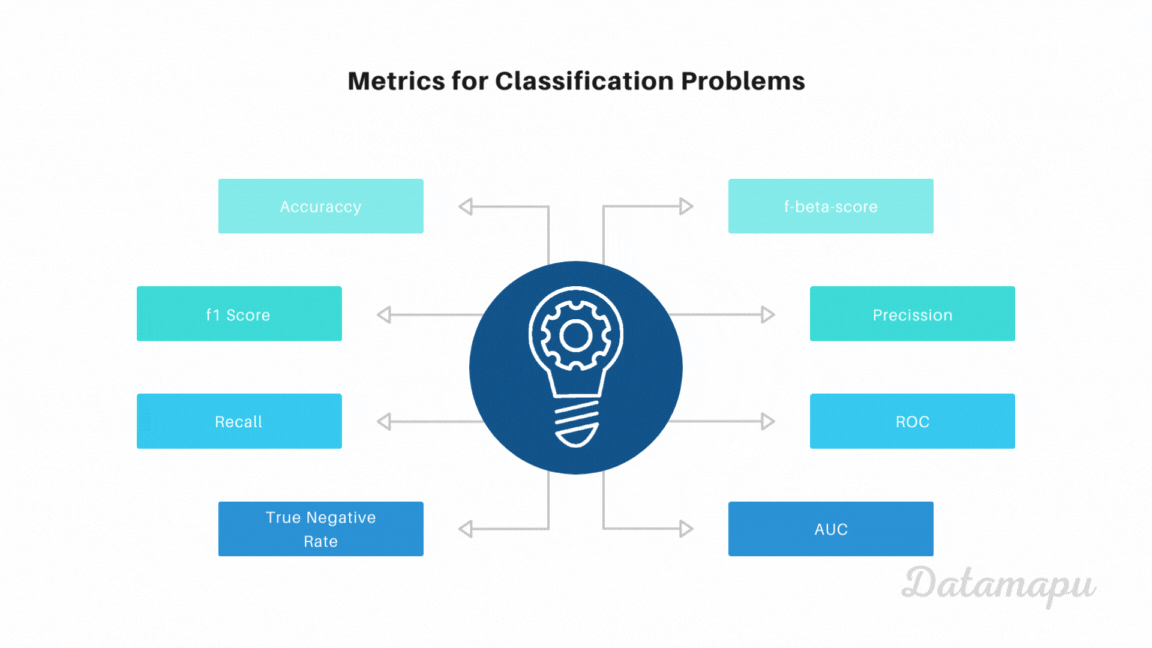 Metrics for Classification Problems
Accuraccy
f-beta-score
f1 Score
Precission
Recall
ROC
True Negative
Rate
AUC
Datamapu